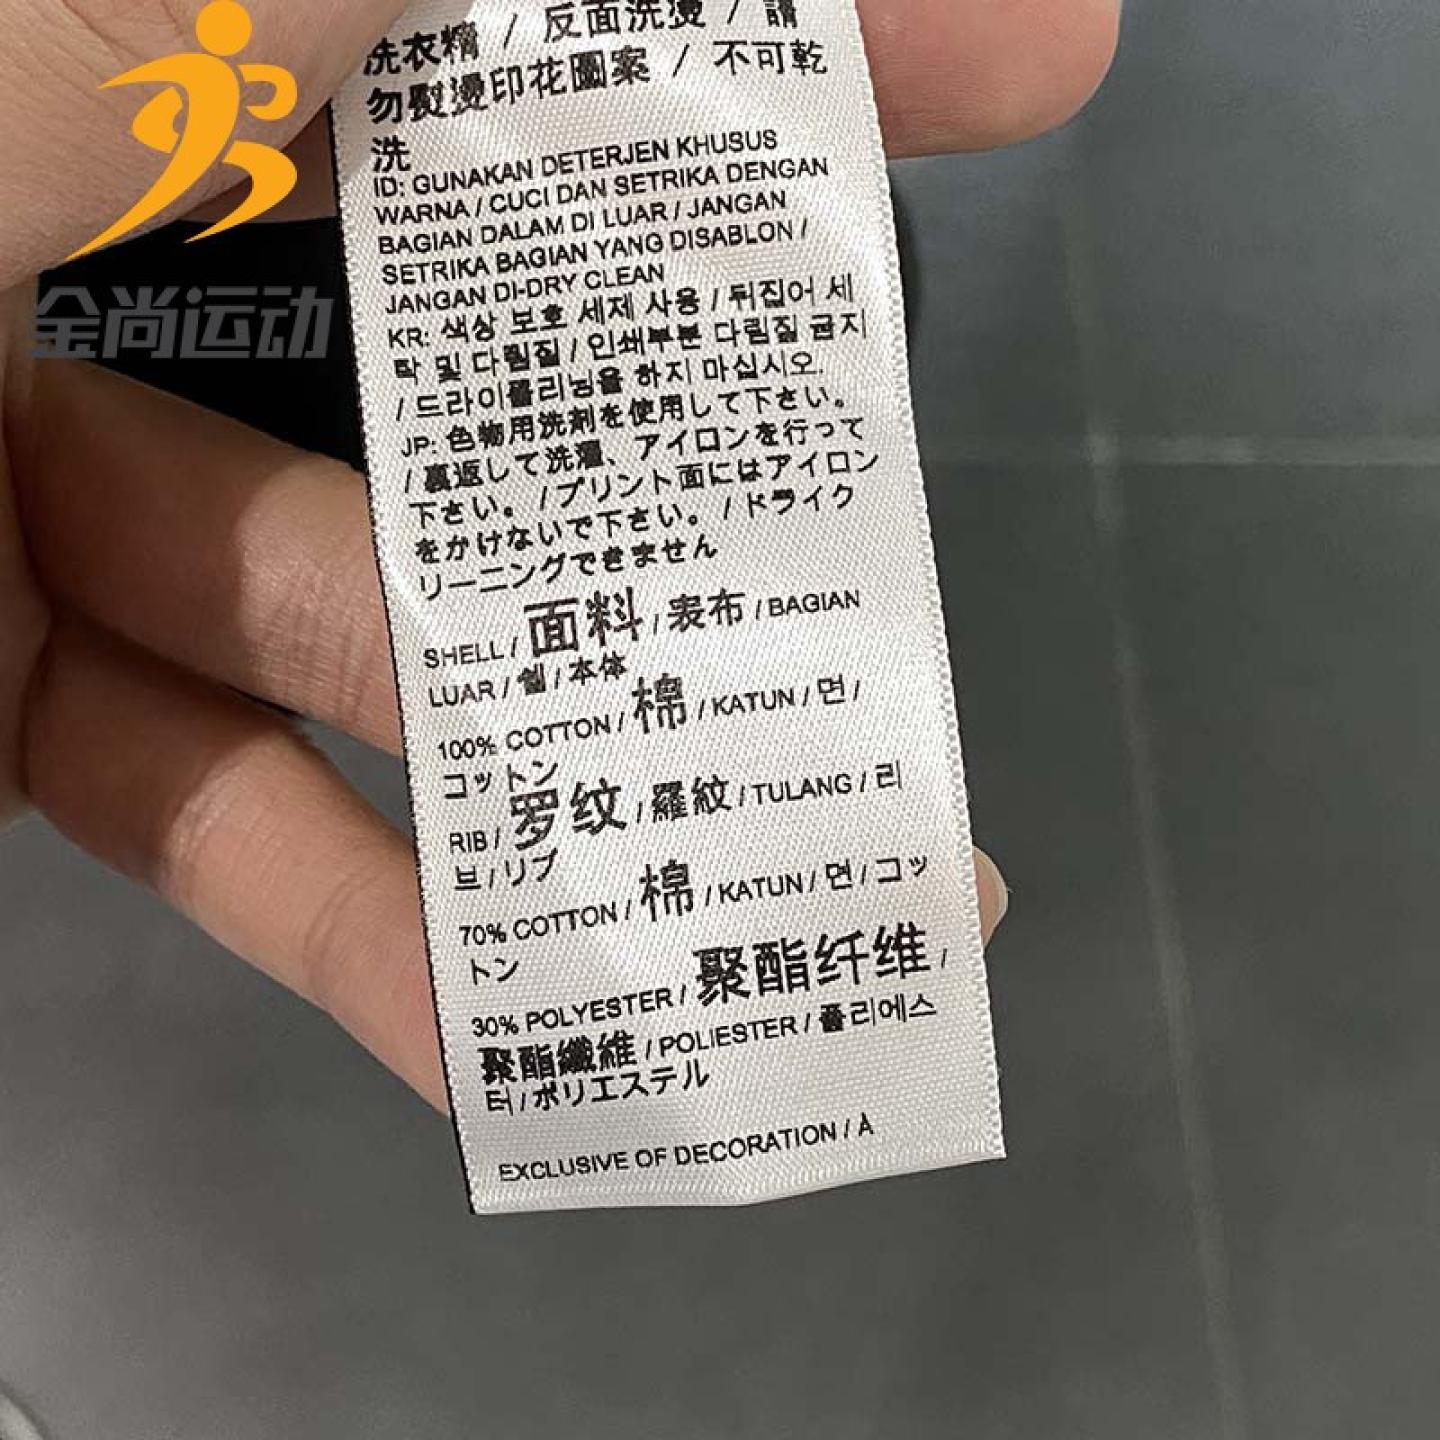 洗衣精 / 反面洗燙 / 請
勿熨燙印花圖案 / 不可乾
洗
ID: GUNAKAN DETERJEN KHUSUS
WARNA / CUCI DAN SETRIKA DENGAN
BAGIAN DALAM DI LUAR / JANGAN
SETRIKA BAGIAN YANG DISABLON /
JANGAN DI-DRY CLEAN
KR: 색상 보호 세제 사용 / 뒤집어 세
탁 및 다림질 / 인쇄부분 다림질 금지
/ 드라이클리닝을 하지 마십시오.
JP: 色物用洗剤を使用して下さい。
/ 裏返して洗濯、アイロンを行って
下さい。 / プリント面にはアイロン
をかけないで下さい。 / ドライク
リーニングできません
SHELL / 面料 / 表布 / BAGIAN
LUAR / 쉘 / 本体
100% COTTON / 棉 / KATUN / 면 /
コットン
RIB / 罗纹 / 羅紋 / TULANG / 리
브 / リブ
70% COTTON / 棉 / KATUN / 면 / コッ
トン
30% POLYESTER / 聚酯纤维 /
聚酯纖維 / POLIESTER / 폴리에스
터 / ポリエステル
EXCLUSIVE OF DECORATION / À
金尚运动